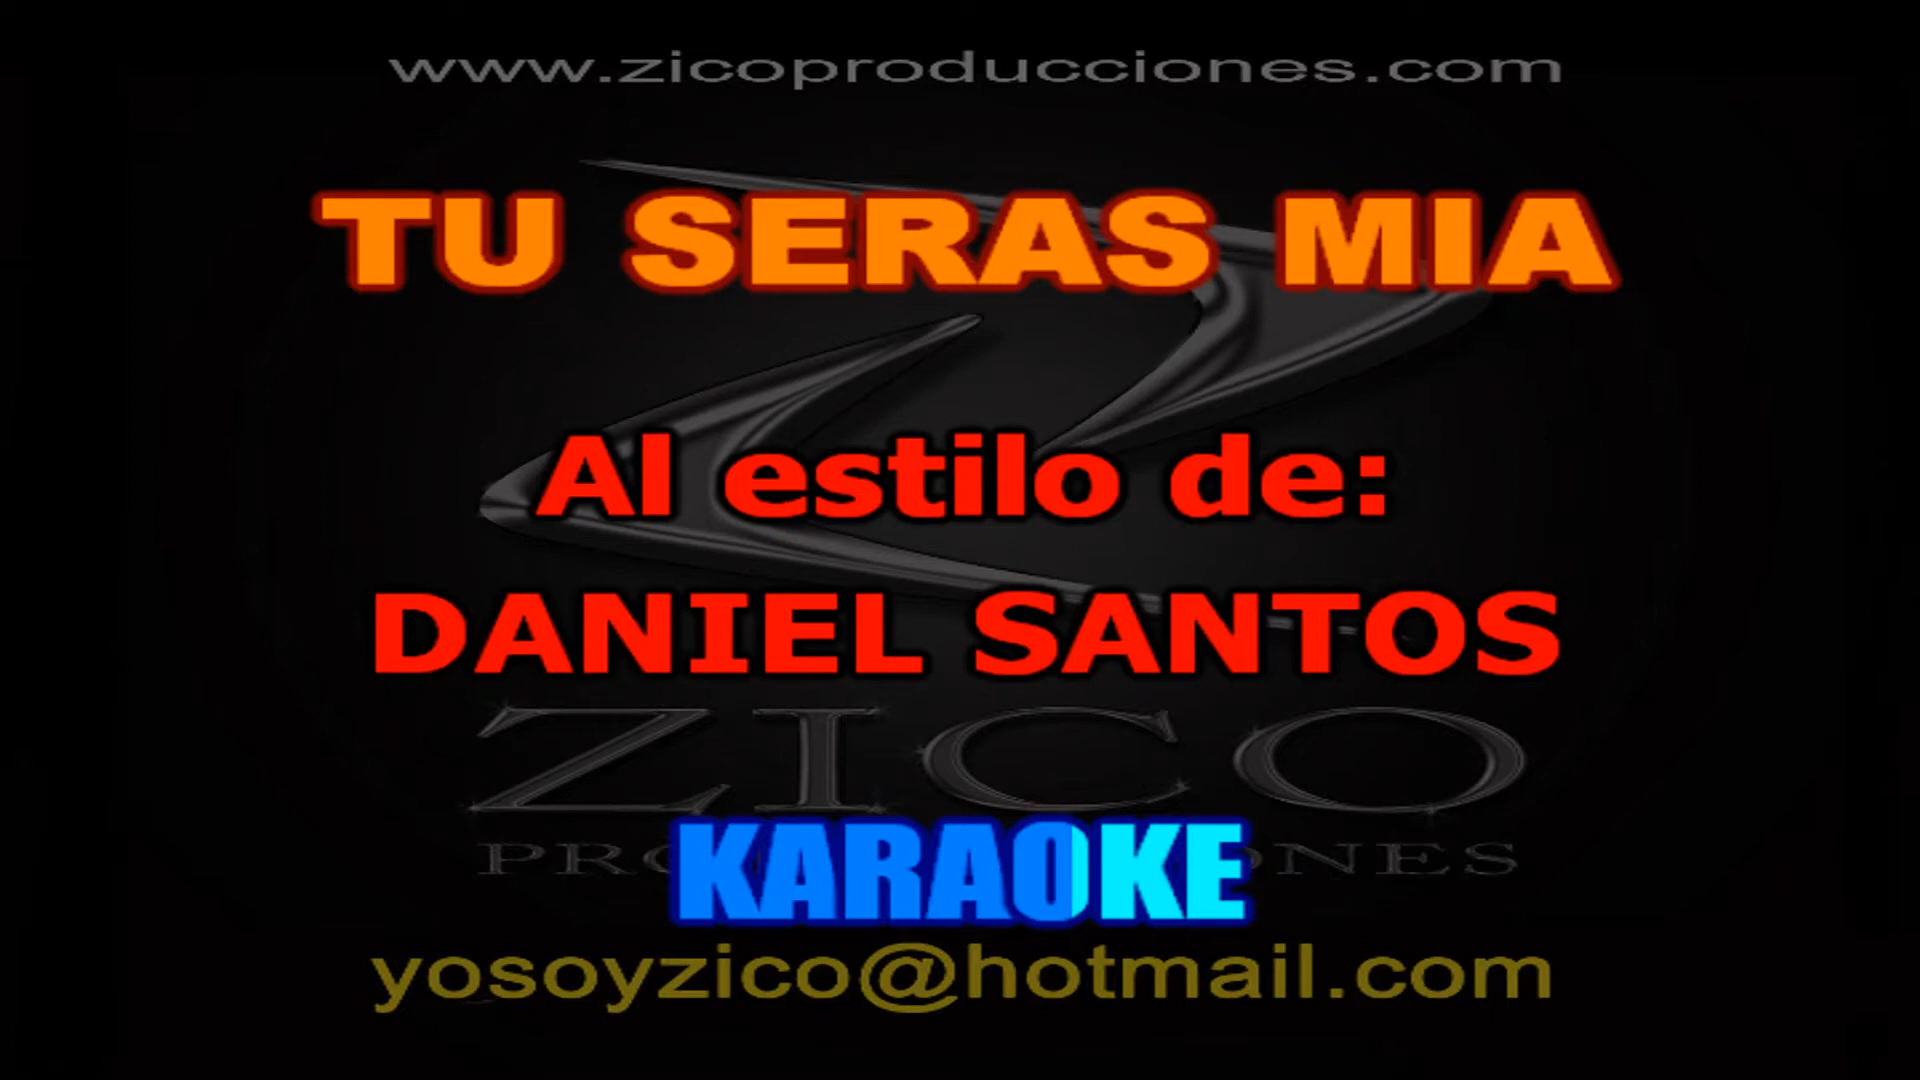 www.zicoproducciones.com
TU SERAS MIA
Al estilo de:
DANIEL SANTOS
ZICO
KARAOKE
yosoyzico@hotmail.com